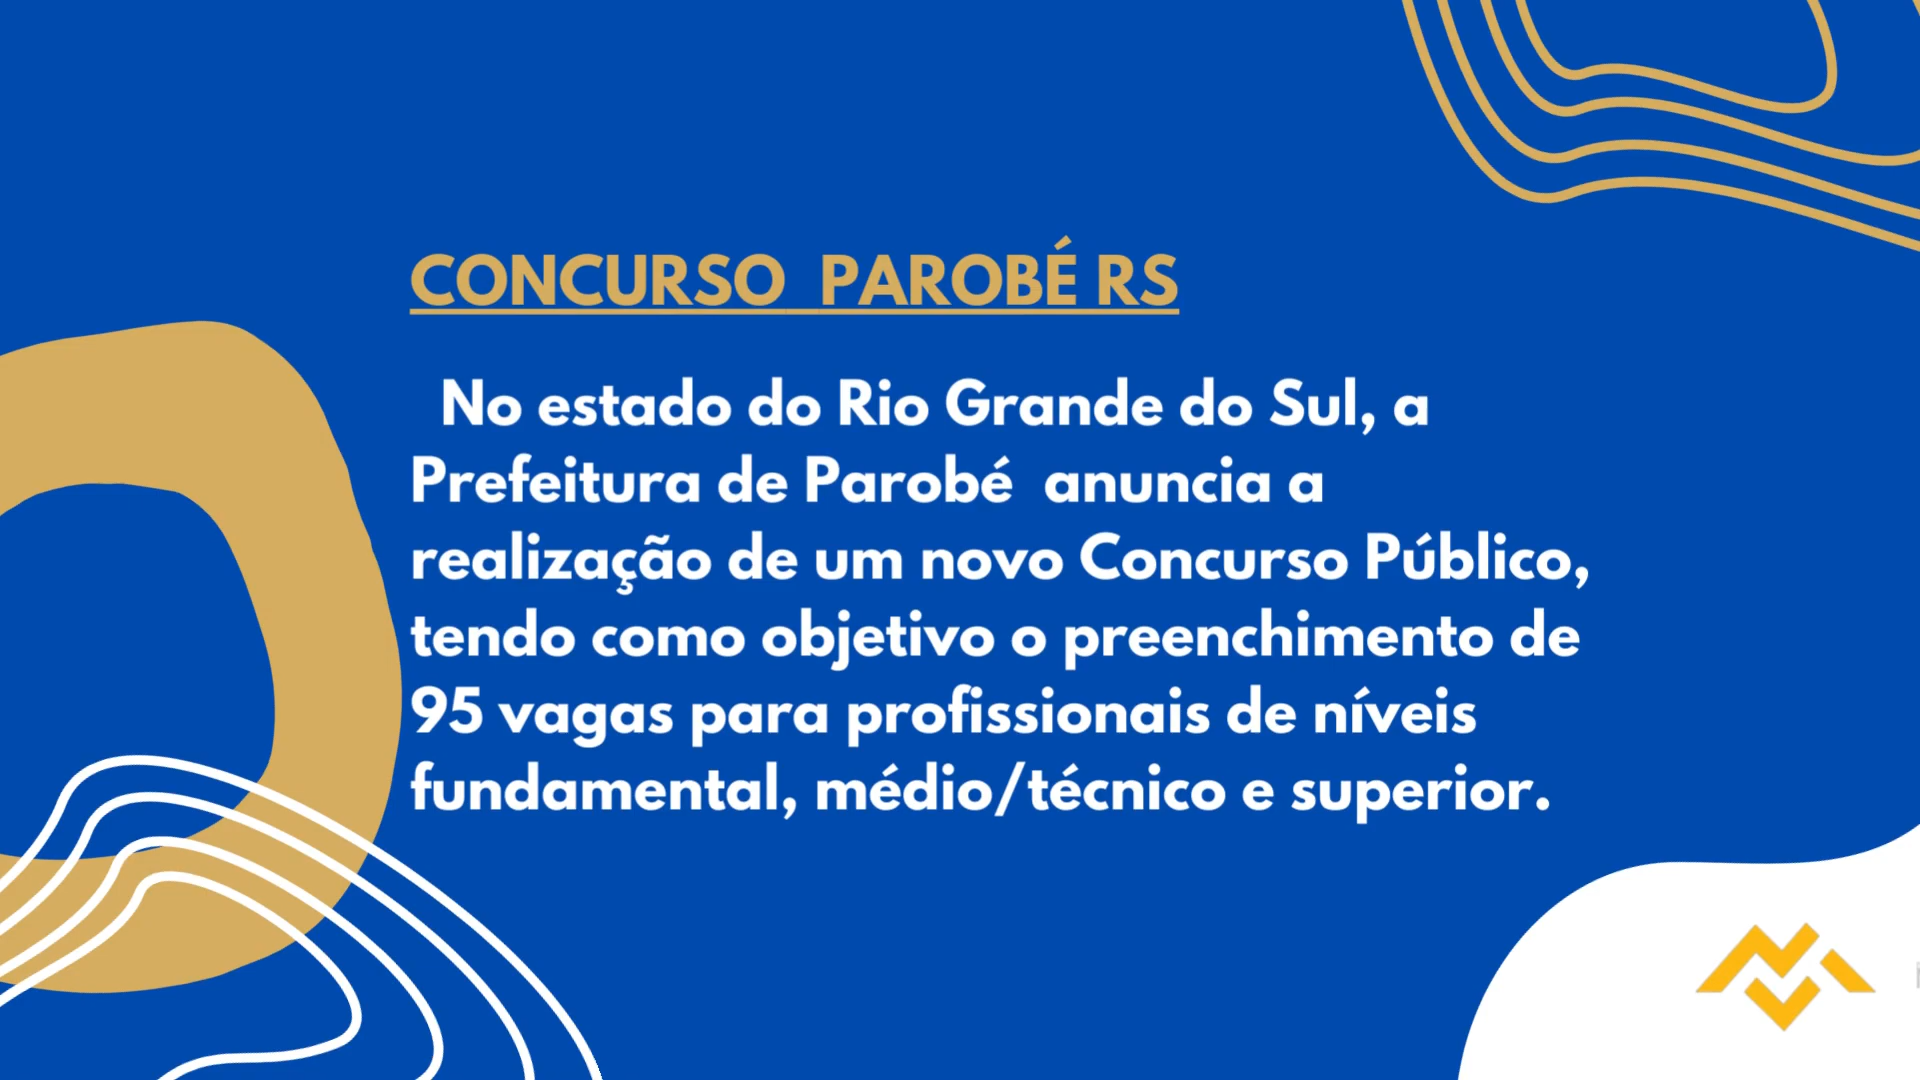 CONCURSO  PAROBÉ RS
No estado do Rio Grande do Sul, a
Prefeitura de Parobé  anuncia a
realização de um novo Concurso Público,
tendo como objetivo o preenchimento de
95 vagas para profissionais de níveis
fundamental, médio/técnico e superior.